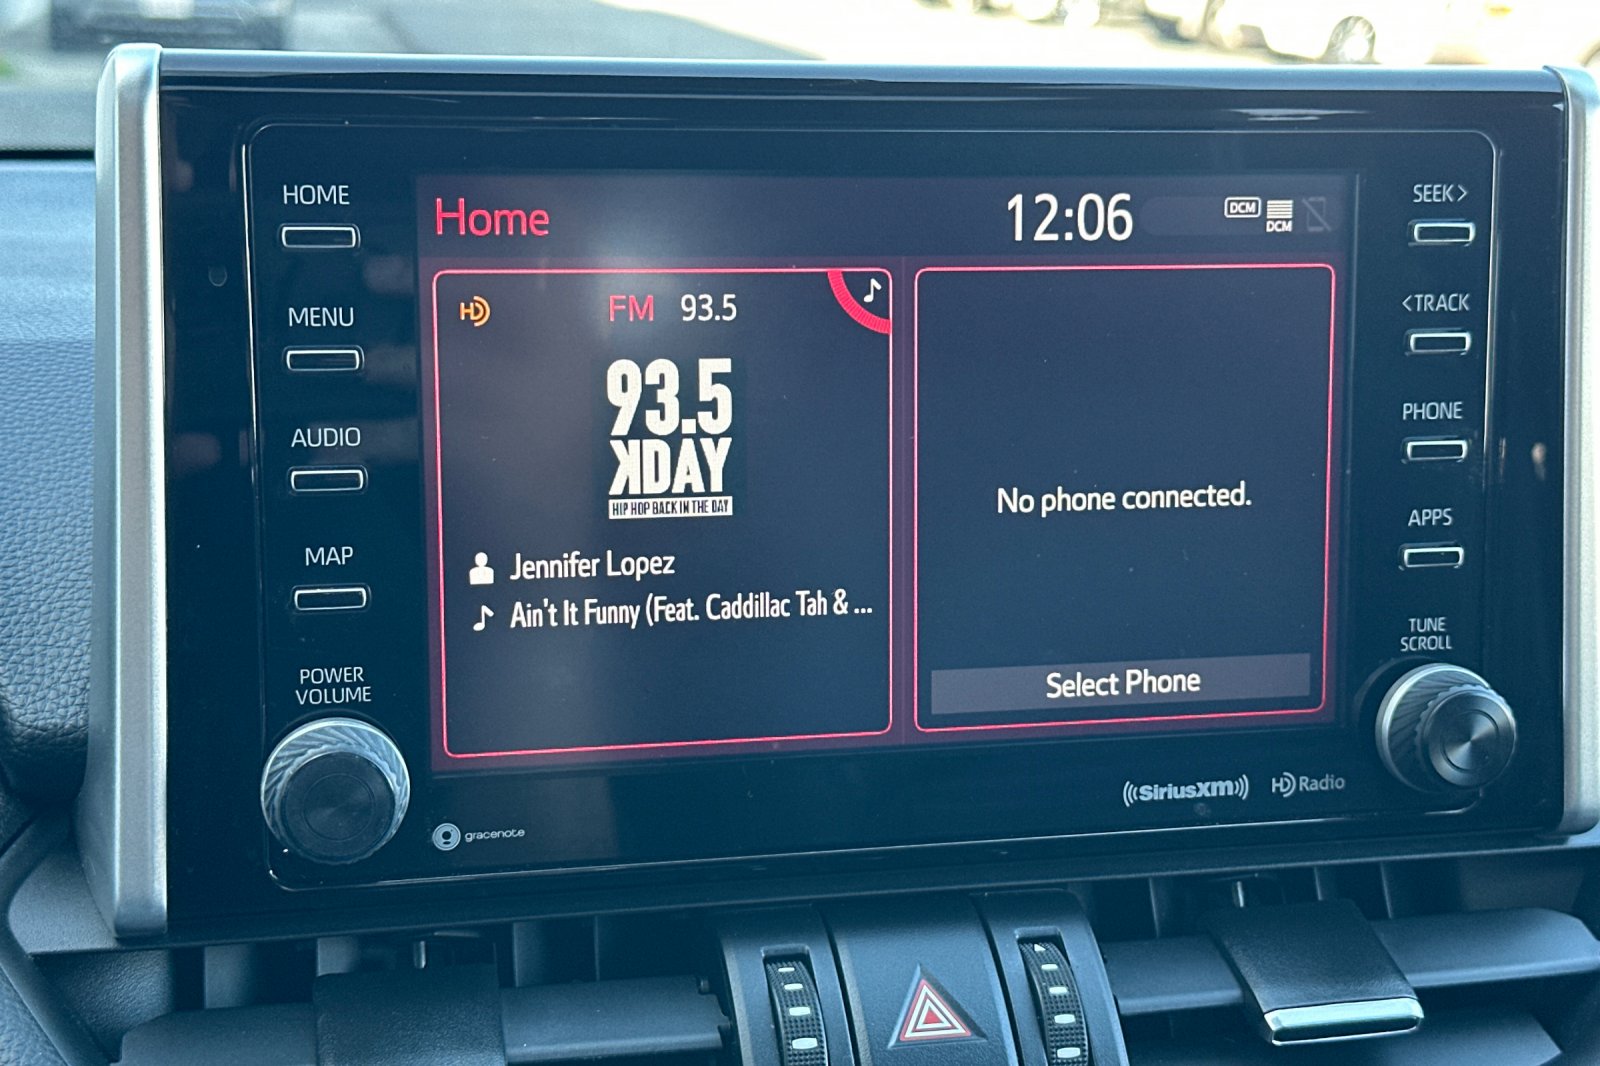 HOME
MENU
AUDIO
MAP
POWER
VOLUME
Home
12:06
DCM
DCM
HD
FM 93.5
93.5
KDAY
HIP HOP BACK IN THE DAY
Jennifer Lopez
Ain't It Funny (Feat. Caddillac Tah & ...
No phone connected.
Select Phone
SEEK>
<TRACK
PHONE
APPS
TUNE
SCROLL
gracenote
(((SiriusXM)))
HD Radio